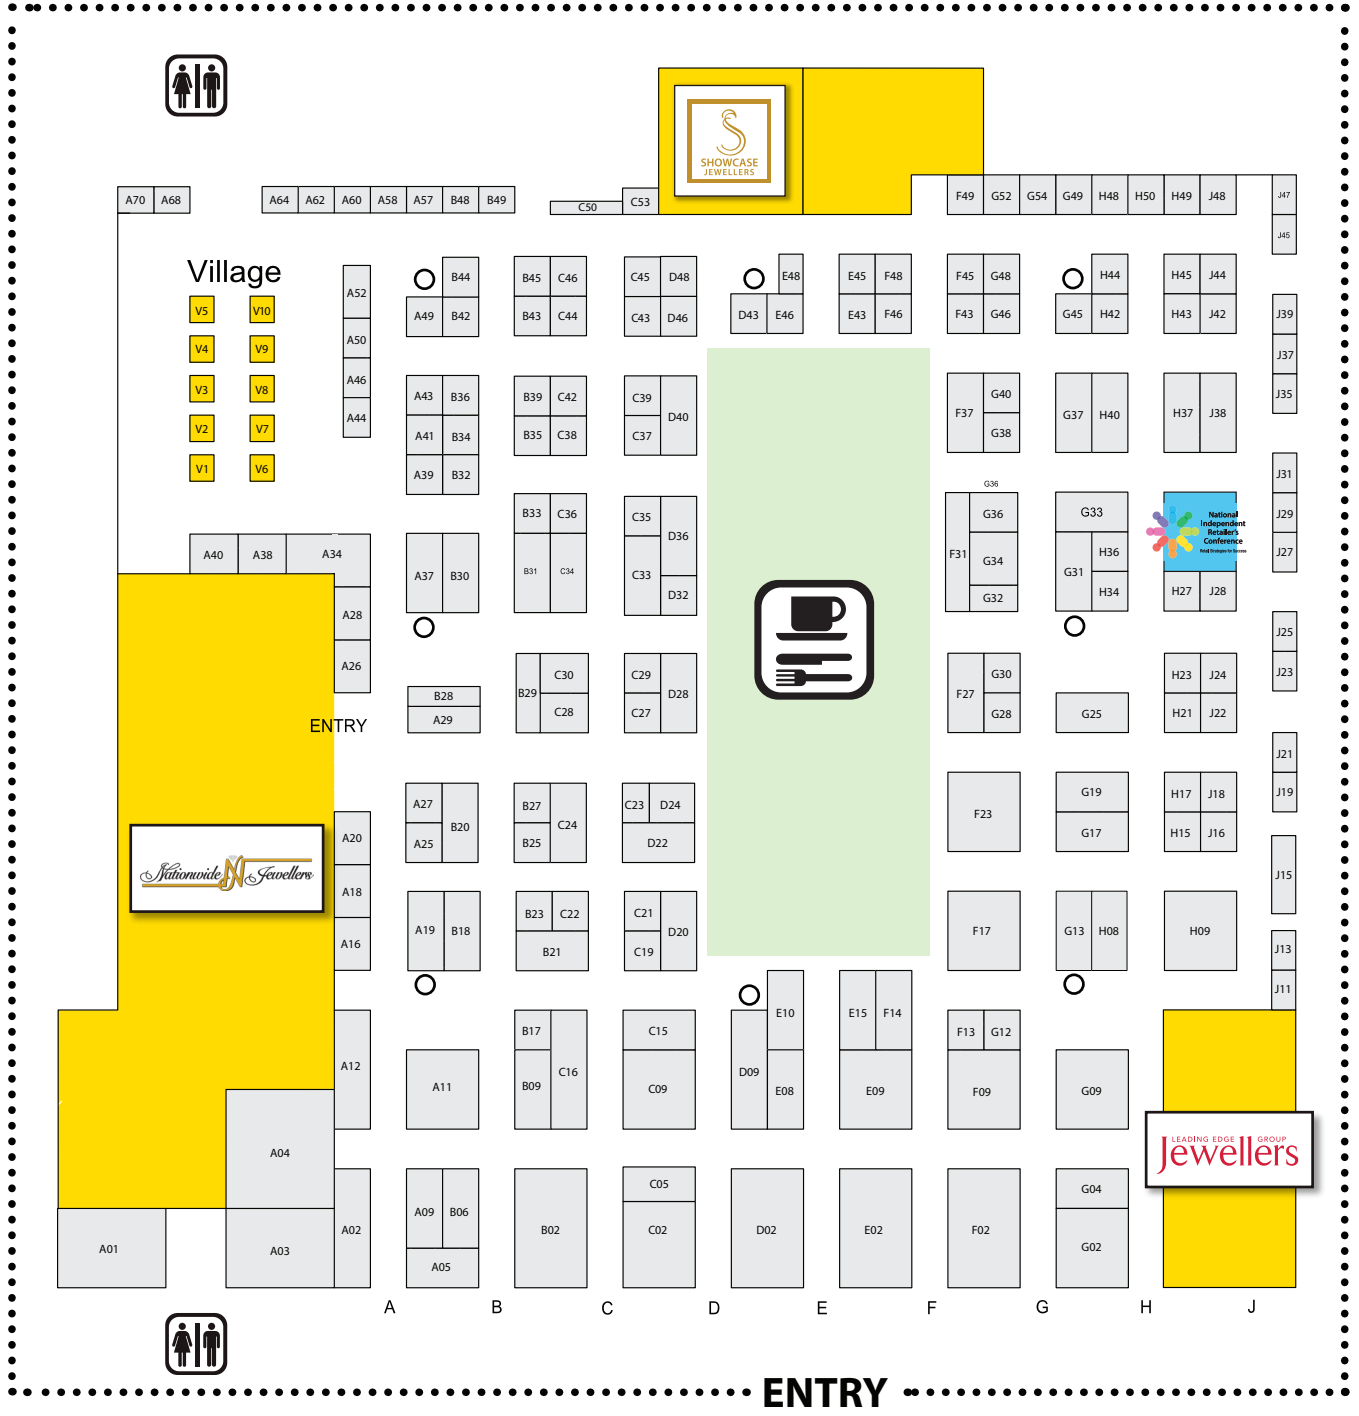 SHOWCASE
JEWELLERS
A70 A68 A64 A62 A60 A58 A57 B48 B49 C50 C53 F49 G52 G54 G49 H48 H50 H49 J48 J47
J45
Village
A52 B44 B45 C46 C45 D48 E48 E45 F48 F45 G48 H44 H45 J44
V5 V10 A49 B42 B43 C44 C43 D46 D43 E46 E43 F46 F43 G46 G45 H42 H43 J42 J39
V4 V9 A50 J37
V3 V8 A46 A43 B36 B39 C42 C39 D40 F37 G40 G37 H40 H37 J38 J35
V2 V7 A44 A41 B34 B35 C38 C37 G38
V1 V6 A39 B32 J31
G36
B33 C36 C35 D36 F31 G36 G33 J29
National
Independent
Retailer's
Conference
Retail Strategies for Success
A40 A38 A34 A37 B30 B31 C34 C33 G34 G31 H36 J27
D32 G32 H34 H27 J28
A28 J25
A26 B29 C30 C29 D28 F27 G30 H23 J24 J23
B28
A29 C28 C27 G28 G25 H21 J22
ENTRY
J21
A27 B20 B27 C24 C23 D24 F23 G19 H17 J18 J19
A20 A25 B25 D22 G17 H15 J16
Nationwide N Jewellers
A18 J15
A19 B18 B23 C22 C21 D20 F17 G13 H08 H09
A16 B21 C19 J13
J11
A12 B17 C16 C15 E10 E15 F14 F13 G12
A11 B09 C09 D09 E08 E09 F09 G09
A04
LEADING EDGE GROUP
Jewellers
C05 G04
A01 A03 A02 A09 B06 B02 C02 D02 E02 F02 G02
A05
A B C D E F G H J
ENTRY